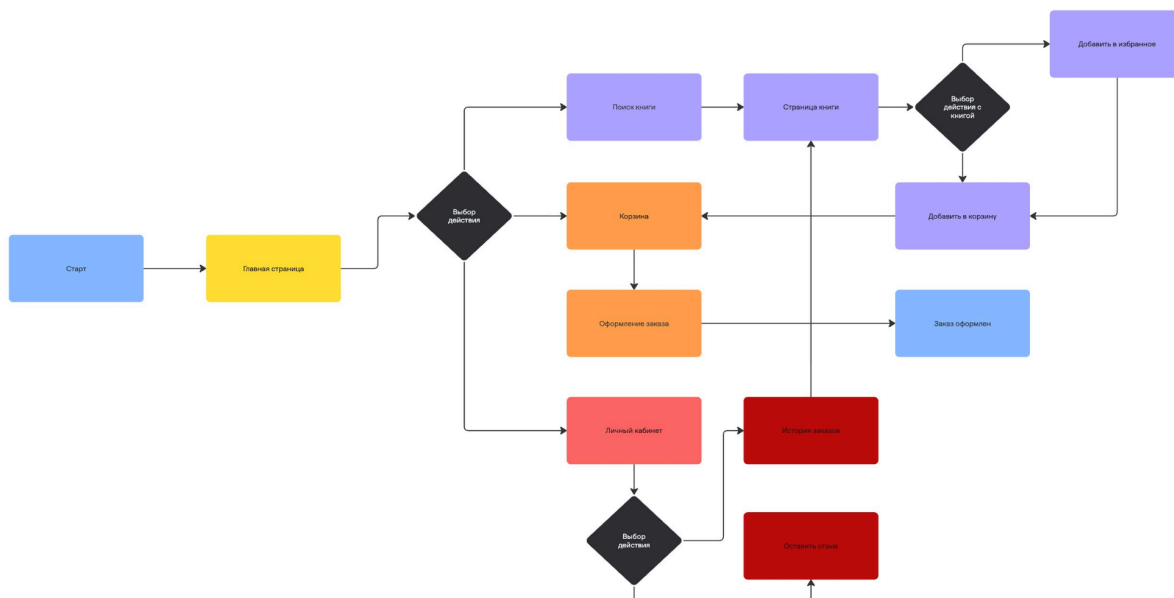 Добавить в избранное
Поиск книги
Страница книги
Выбор
действия с
книгой
Выбор
действия
Корзина
Добавить в корзину
Старт
Главная страница
Оформление заказа
Заказ оформлен
Личный кабинет
История заказов
Выбор
действия
Оставить отзыв